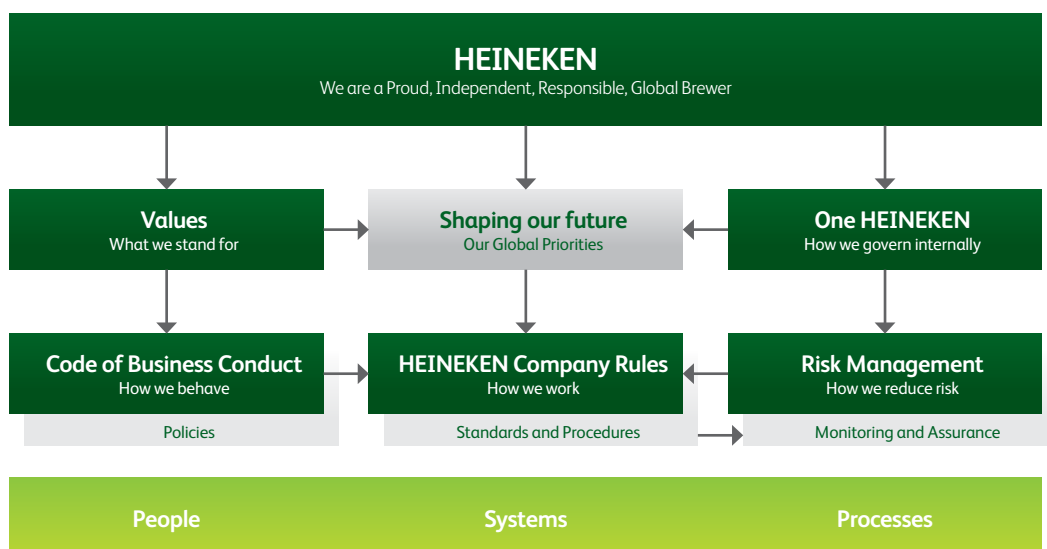 HEINEKEN
We are a Proud, Independent, Responsible, Global Brewer
Values
What we stand for
Shaping our future
Our Global Priorities
One HEINEKEN
How we govern internally
Code of Business Conduct
How we behave
Policies
HEINEKEN Company Rules
How we work
Standards and Procedures
Risk Management
How we reduce risk
Monitoring and Assurance
People
Systems
Processes